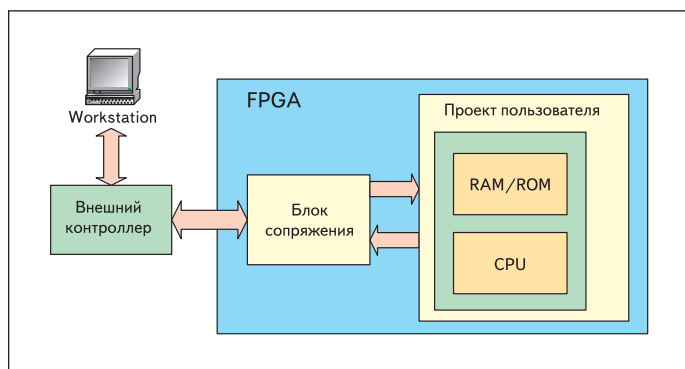 FPGA
Проект пользователя
Workstation
RAM/ROM
Внешний
контроллер
Блок
сопряжения
CPU